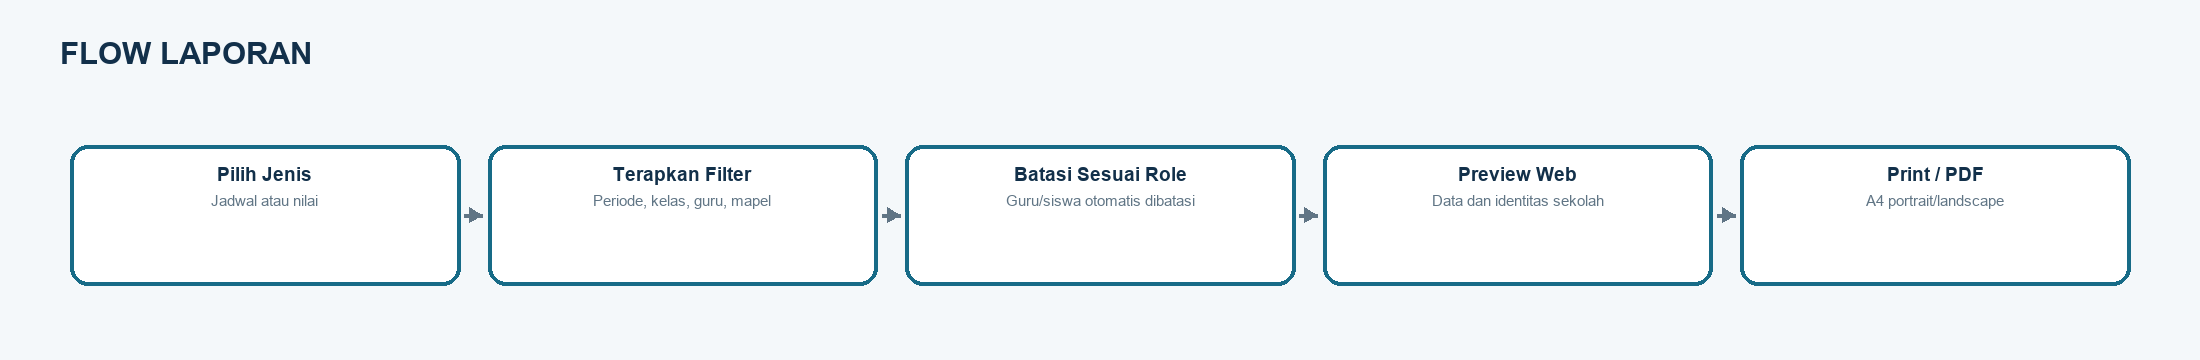 FLOW LAPORAN
Pilih Jenis
Jadwal atau nilai
Terapkan Filter
Periode, kelas, guru, mapel
Batasi Sesuai Role
Guru/siswa otomatis dibatasi
Preview Web
Data dan identitas sekolah
Print / PDF
A4 portrait/landscape